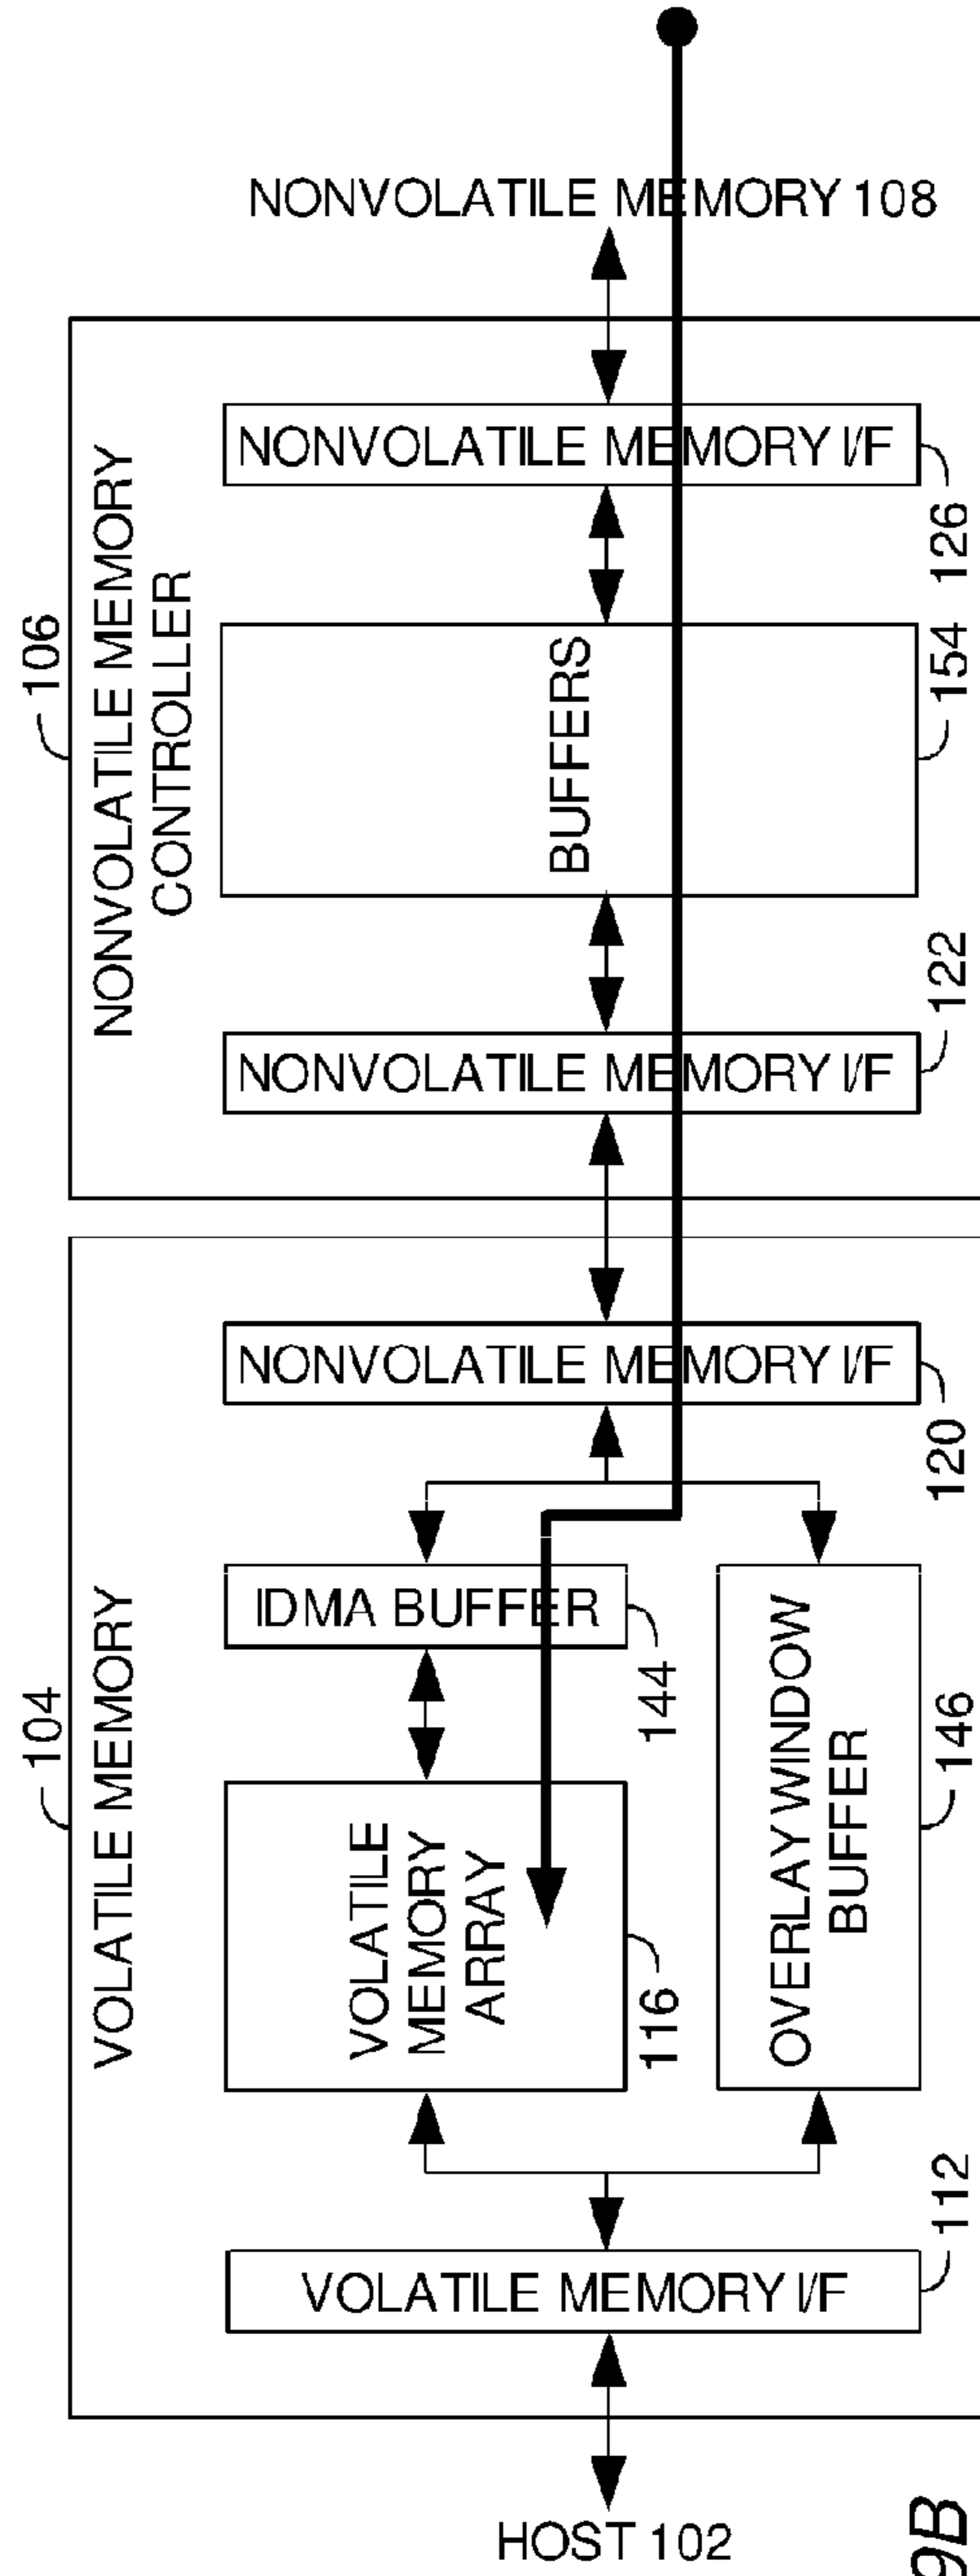 NONVOLATILE MEMORY 108
106
NONVOLATILE MEMORY
CONTROLLER
NONVOLATILE MEMORY I/F
126
BUFFERS
154
NONVOLATILE MEMORY I/F
122
104
VOLATILE MEMORY
NONVOLATILE MEMORY I/F
120
IDMA BUFFER
144
VOLATILE
MEMORY
ARRAY
116
OVERLAY WINDOW
BUFFER
146
VOLATILE MEMORY I/F
112
HOST 102
9B